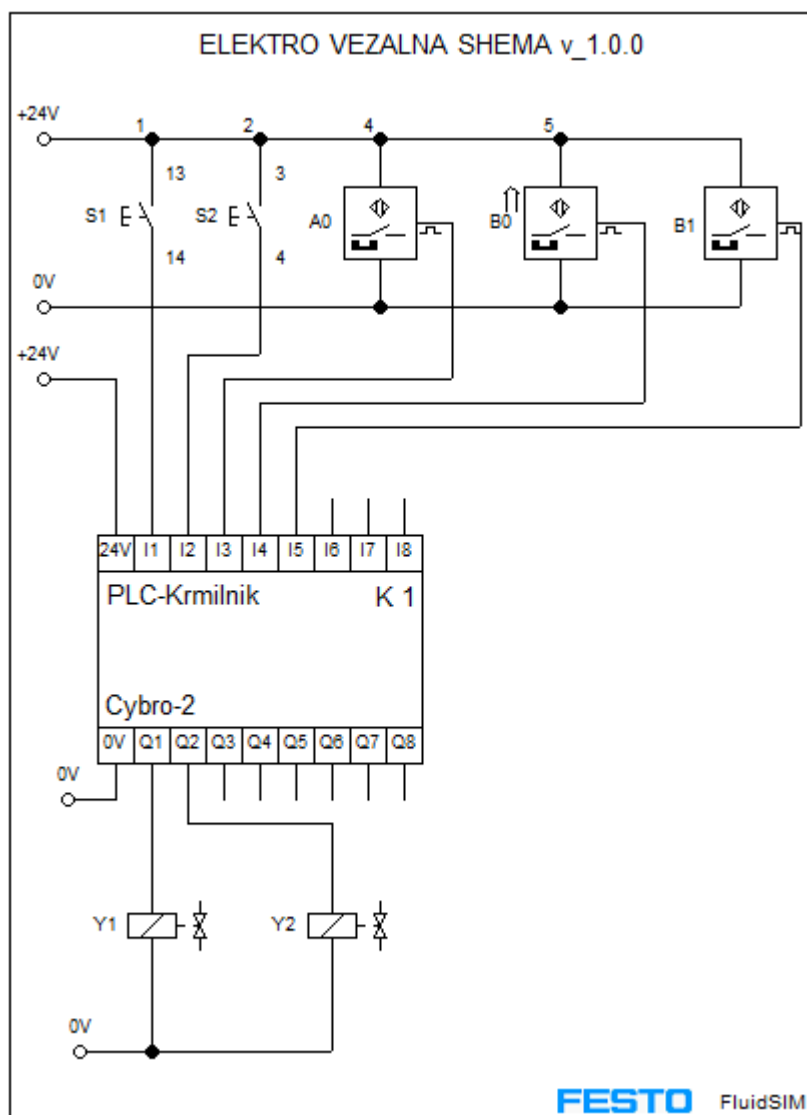 ELEKTRO VEZALNA SHEMA v_1.0.0
+24V 1 2 4 5
13 3
S1 S2 A0 B0 B1
14 4
0V
+24V
24V I1 I2 I3 I4 I5 I6 I7 I8
PLC-Krmilnik K 1
Cybro-2
0V Q1 Q2 Q3 Q4 Q5 Q6 Q7 Q8
0V
Y1 Y2
0V
FESTO FluidSIM